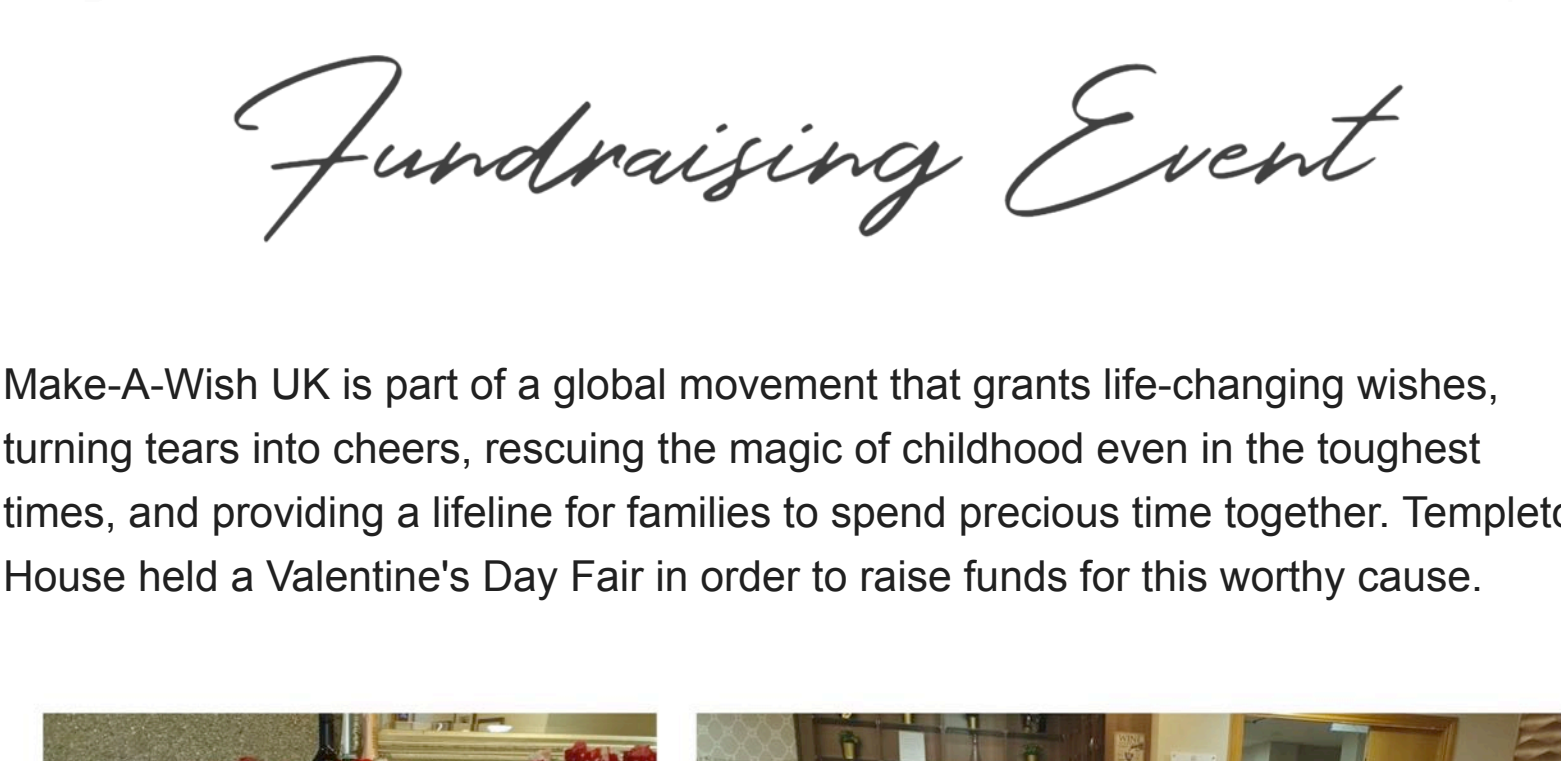 Fundraising Event
Make-A-Wish UK is part of a global movement that grants life-changing wishes,
turning tears into cheers, rescuing the magic of childhood even in the toughest
times, and providing a lifeline for families to spend precious time together. Templeto
House held a Valentine's Day Fair in order to raise funds for this worthy cause.
WINE